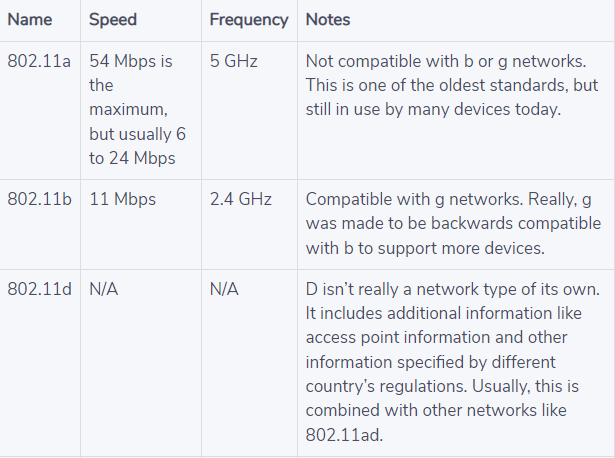 Name Speed Frequency Notes
802.11a 54 Mbps is 5 GHz Not compatible with b or g networks.
the This is one of the oldest standards, but
maximum, still in use by many devices today.
but usually 6
to 24 Mbps
802.11b 11 Mbps 2.4 GHz Compatible with g networks. Really, g
was made to be backwards compatible
with b to support more devices.
802.11d N/A N/A D isn’t really a network type of its own.
It includes additional information like
access point information and other
information specified by different
country’s regulations. Usually, this is
combined with other networks like
802.11ad.